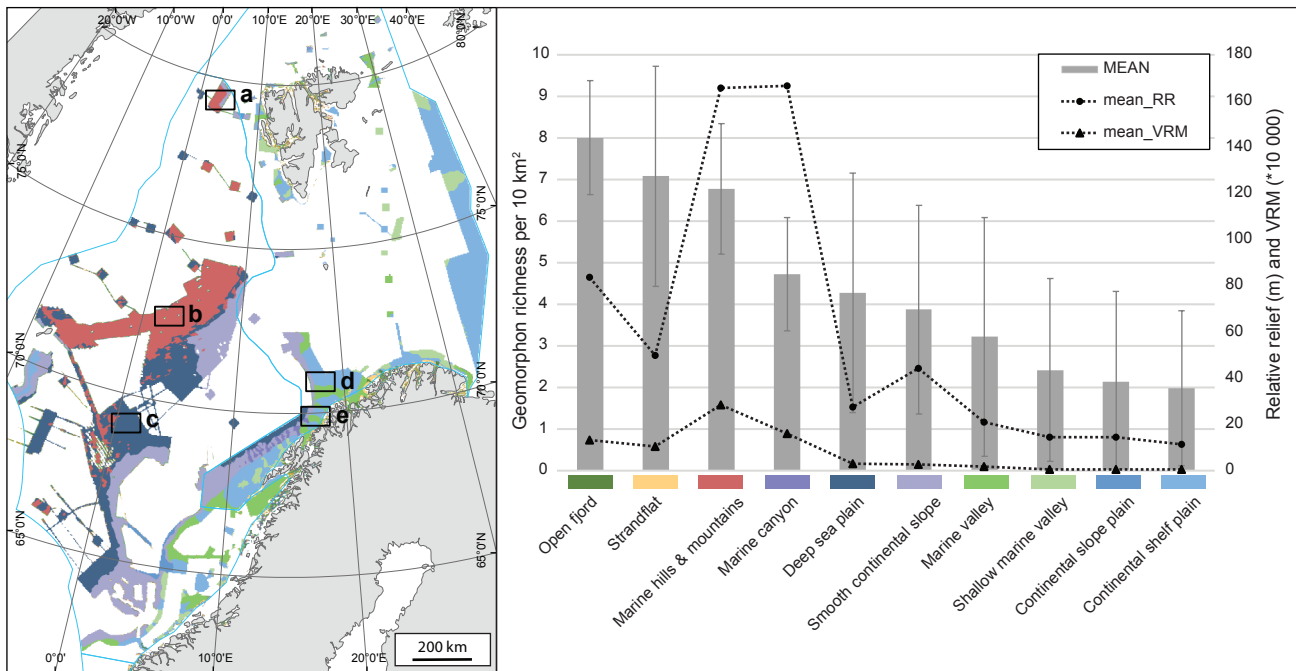 20.0°W 10.0°W 0.0' 10.0'E 20.0'E 30.0'E 40.0'E
80°0'N
75°0'N
75°0'N
70°0'N
70°0'N
65°0'N
65°0'N
0.0' 10.0'E 20.0'E
a
b
c
d
e
200 km
Geomorphon richness per 10 km²
10
9
8
7
6
5
4
3
2
1
0
MEAN
mean_RR
mean_VRM
180
160
140
120
100
80
60
40
20
0
Relative relief (m) and VRM (*10 000)
Open fjord
Strandflat
Marine hills & mountains
Marine canyon
Deep sea plain
Smooth continental slope
Marine valley
Shallow marine valley
Continental slope plain
Continental shelf plain